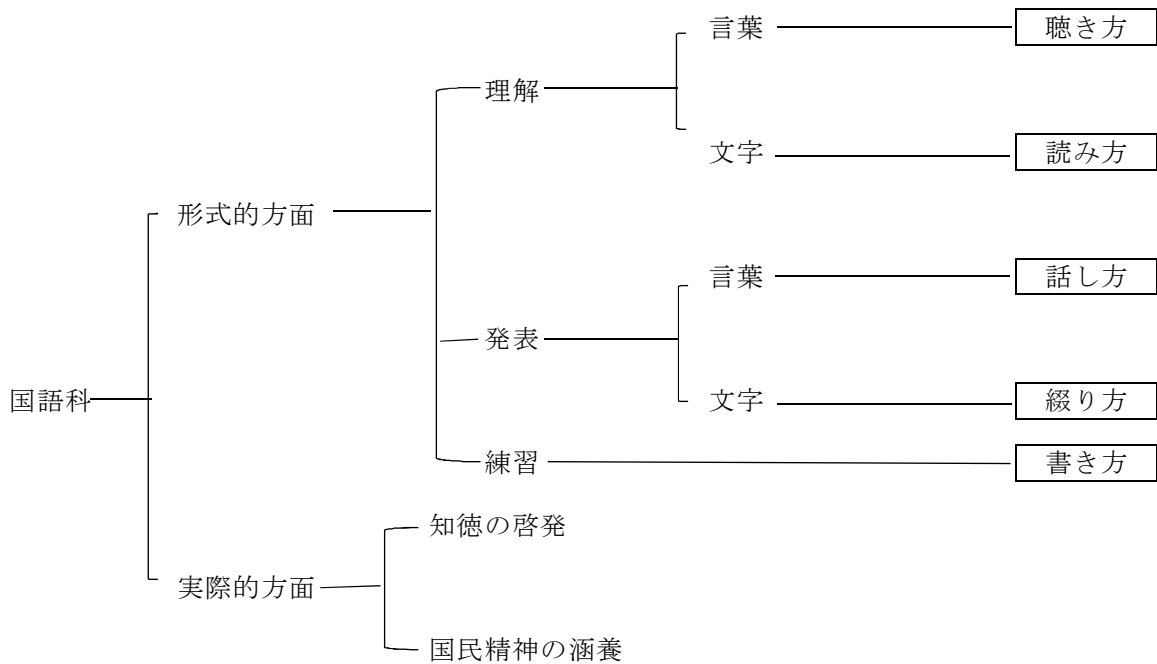 言葉 聴き方
理解
文字 読み方
形式的方面
言葉 話し方
発表
国語科 文字 綴り方
練習 書き方
知徳の啓発
実際的方面
国民精神の涵養